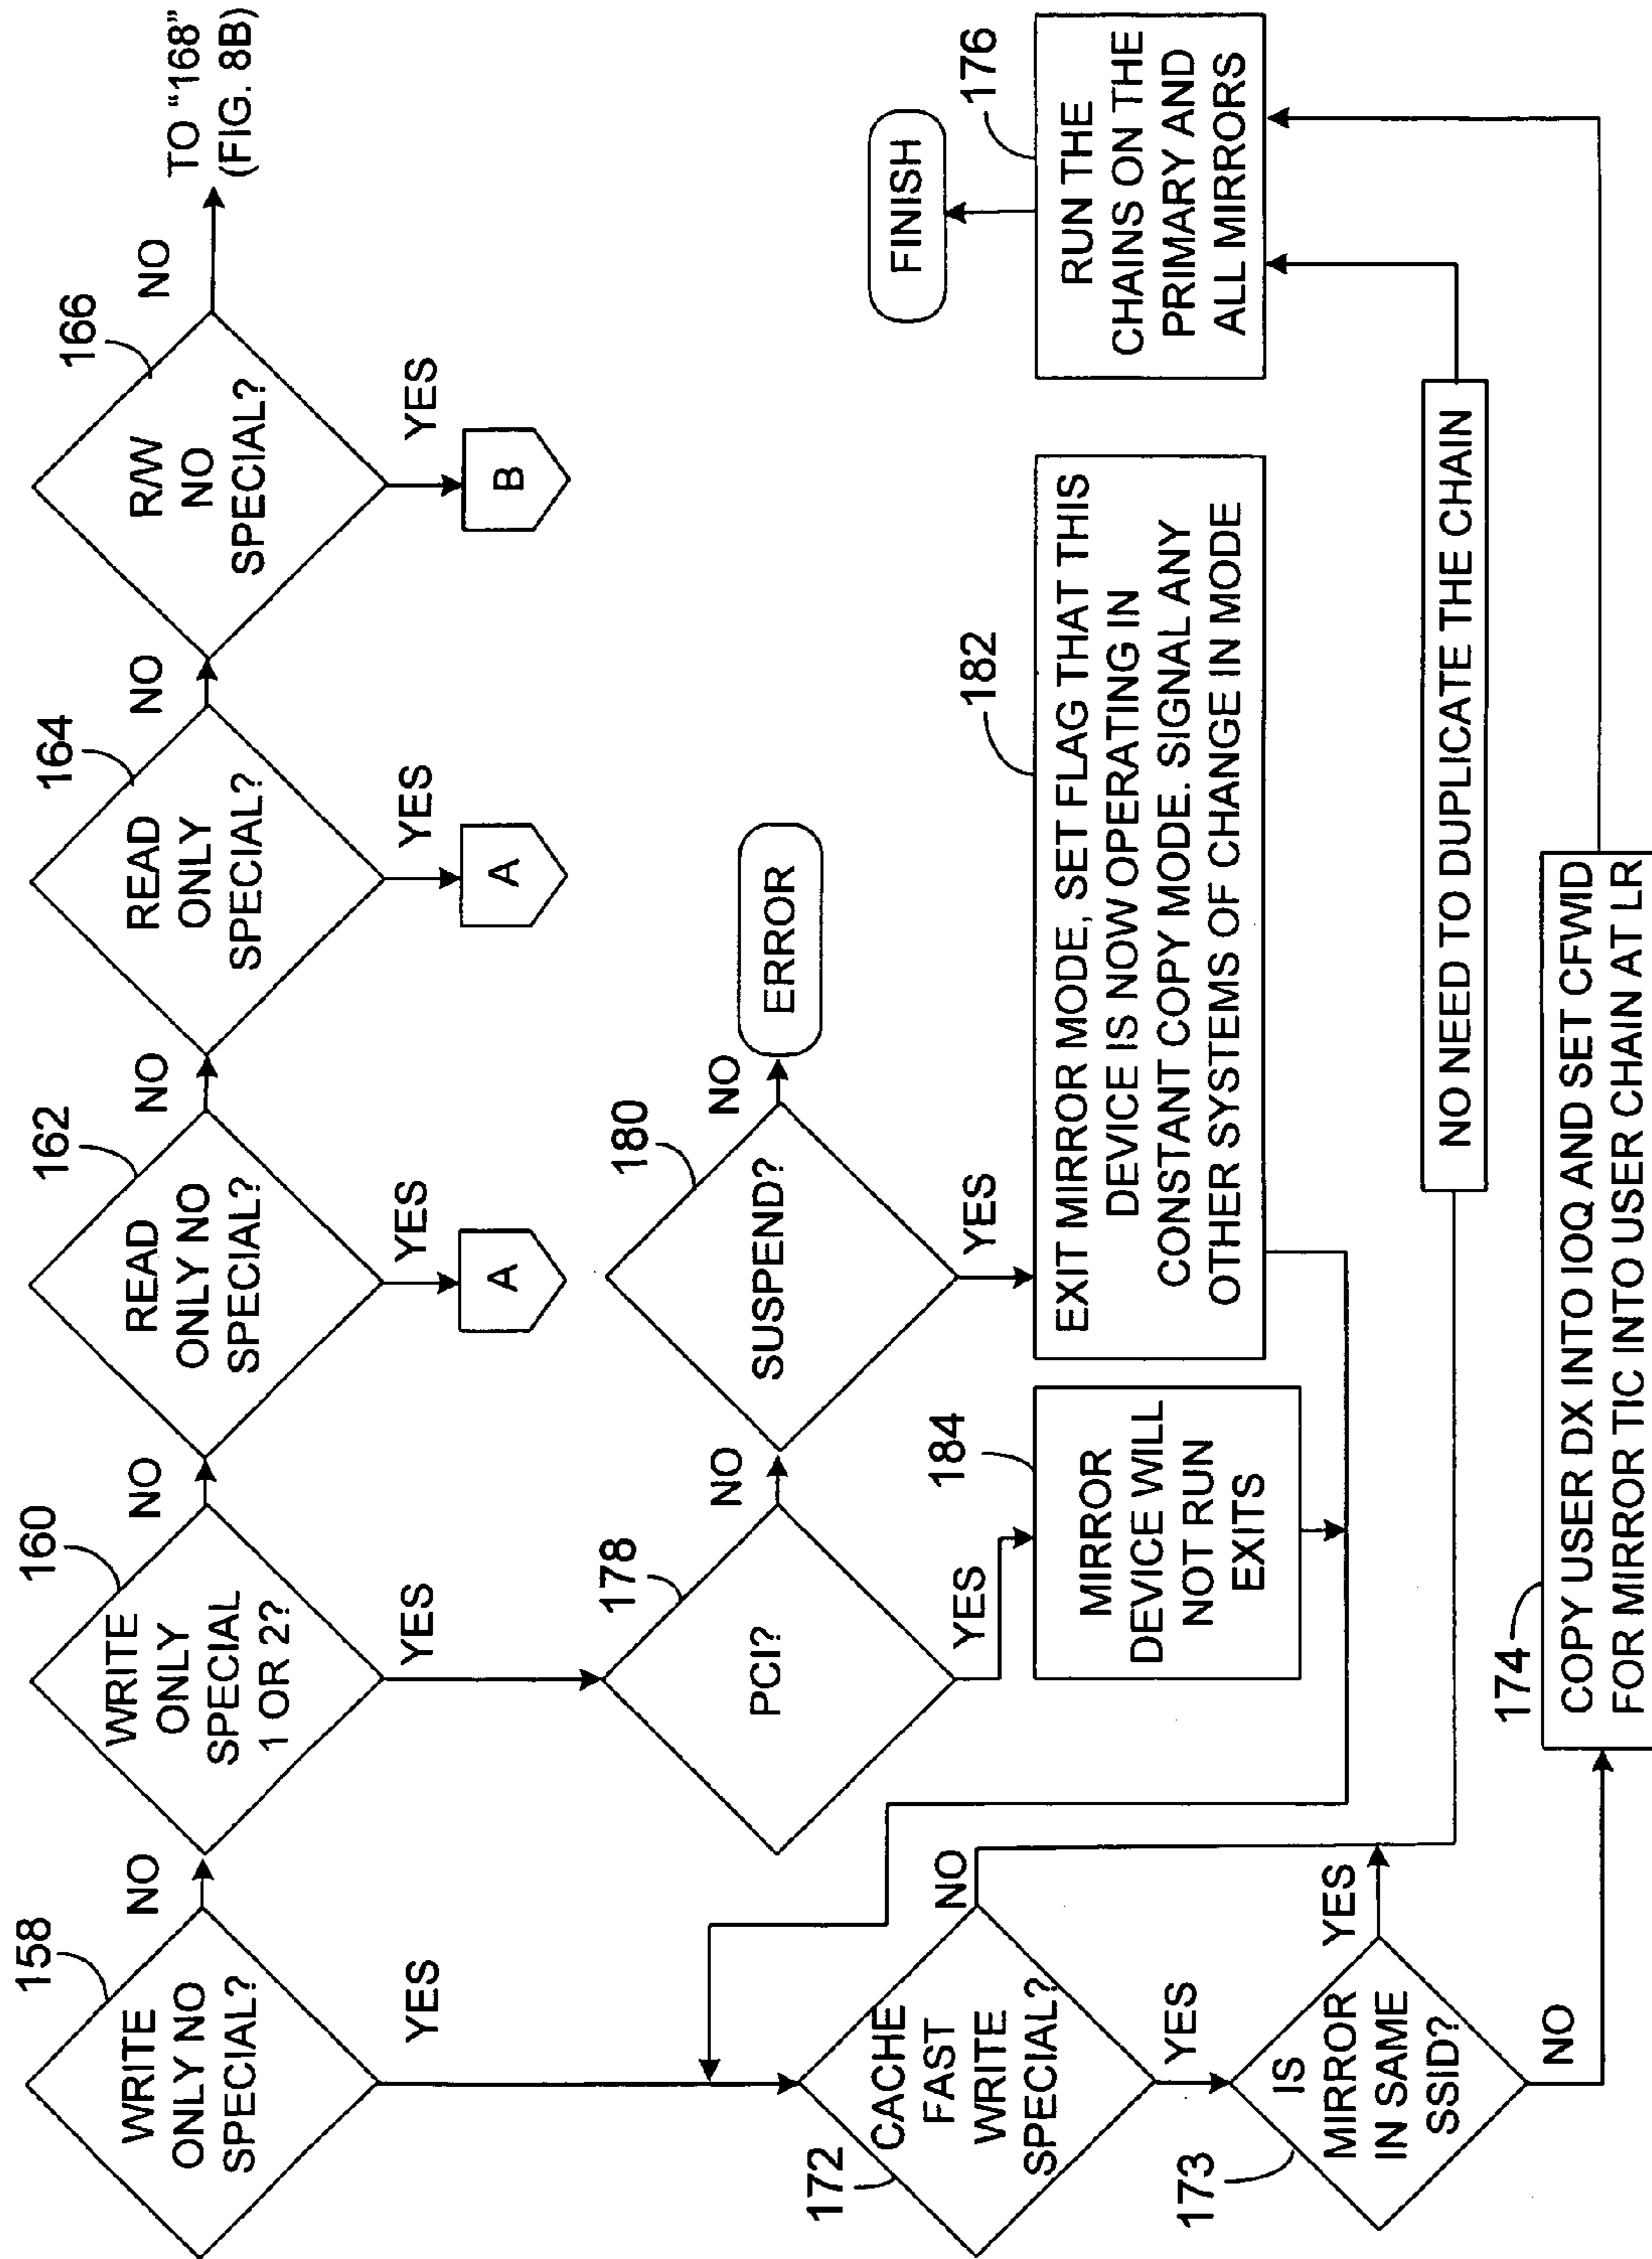 158
WRITE
ONLY NO
SPECIAL?
NO
YES
160
WRITE
ONLY
SPECIAL
1 OR 2?
NO
YES
162
READ
ONLY NO
SPECIAL?
NO
YES
A
164
READ
ONLY
SPECIAL?
NO
YES
A
166
R/W
NO
SPECIAL?
NO
YES
B
TO "168"
(FIG. 8B)
178
PCI?
NO
YES
180
SUSPEND?
NO
YES
ERROR
184
MIRROR
DEVICE WILL
NOT RUN
EXITS
182
EXIT MIRROR MODE, SET FLAG THAT THIS
DEVICE IS NOW OPERATING IN
CONSTANT COPY MODE. SIGNAL ANY
OTHER SYSTEMS OF CHANGE IN MODE
172
CACHE
FAST
WRITE
SPECIAL?
NO
YES
173
IS
MIRROR
IN SAME
SSID?
YES
NO
NO NEED TO DUPLICATE THE CHAIN
174
COPY USER DX INTO IOQ AND SET CFWID
FOR MIRROR TIC INTO USER CHAIN AT LR
176
RUN THE
CHAINS ON THE
PRIMARY AND
ALL MIRRORS
FINISH